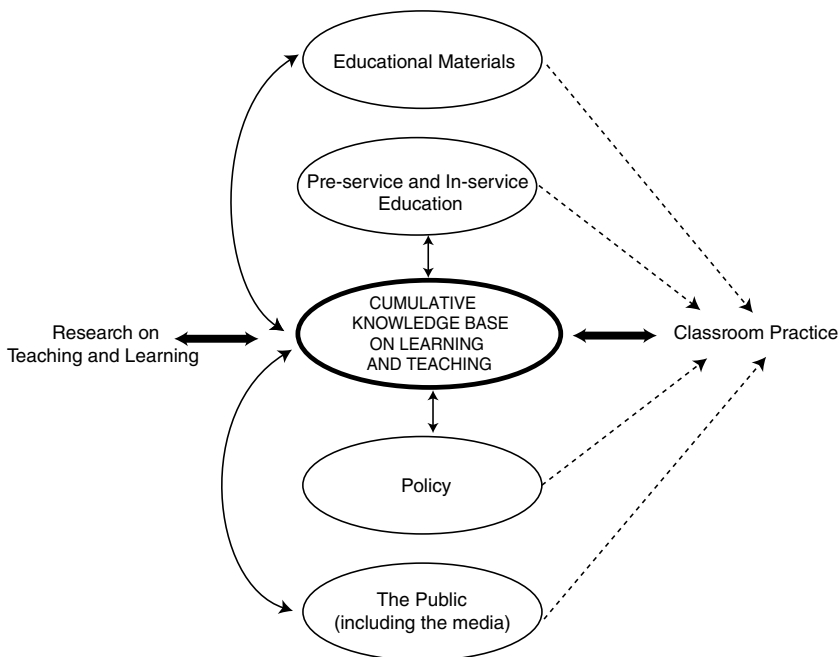 Educational Materials
Pre-service and In-service
Education
CUMULATIVE
KNOWLEDGE BASE
ON LEARNING
AND TEACHING
Research on
Teaching and Learning
Classroom Practice
Policy
The Public
(including the media)